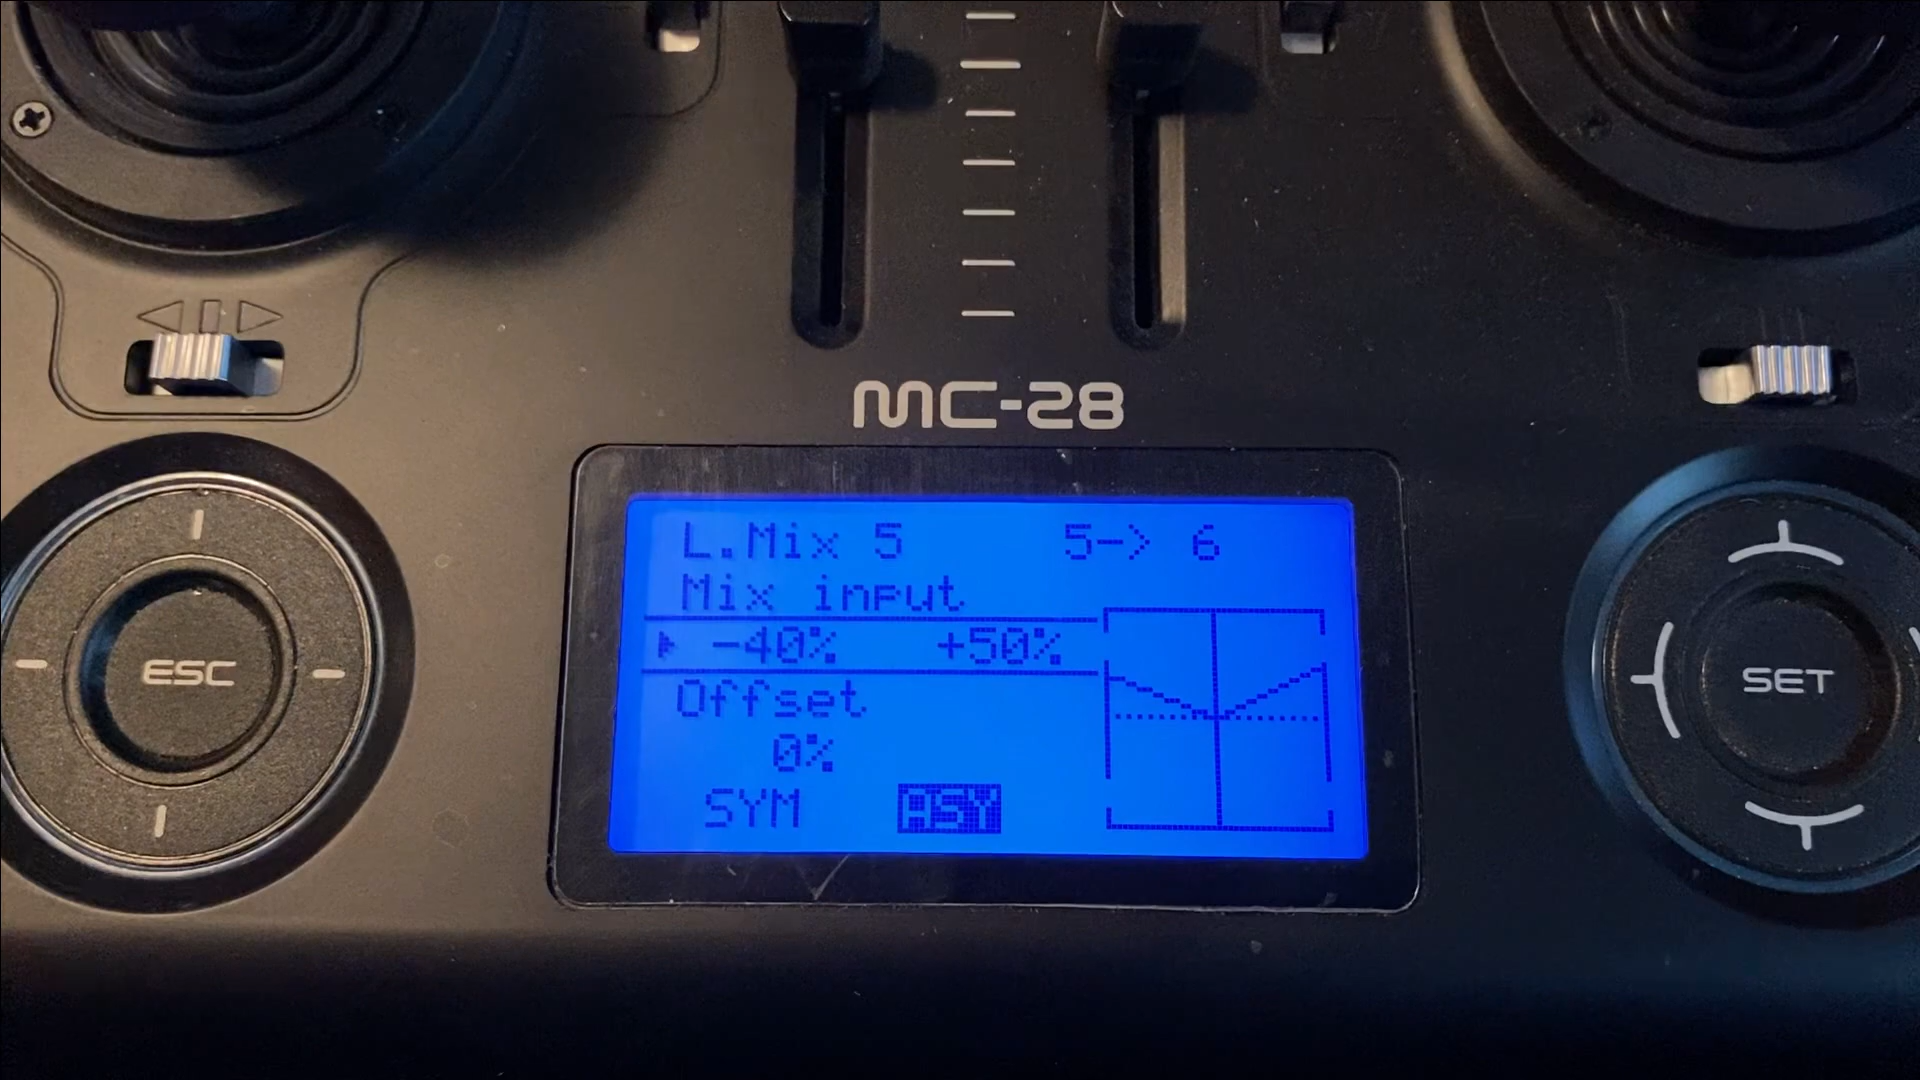 MC-28
L.Mix 5 5-> 6
Mix input
-40% +50%
Offset
0%
SYM ASY
ESC
SET